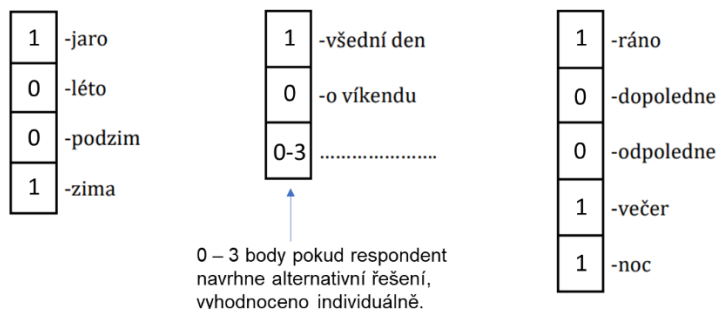 1 -jaro
0 -léto
0 -podzim
1 -zima
1 -všední den
0 -o víkendu
0-3 ........................
0 – 3 body pokud respondent
navrhne alternativní řešení,
vyhodnoceno individuálně.
1 -ráno
0 -dopoledne
0 -odpoledne
1 -večer
1 -noc